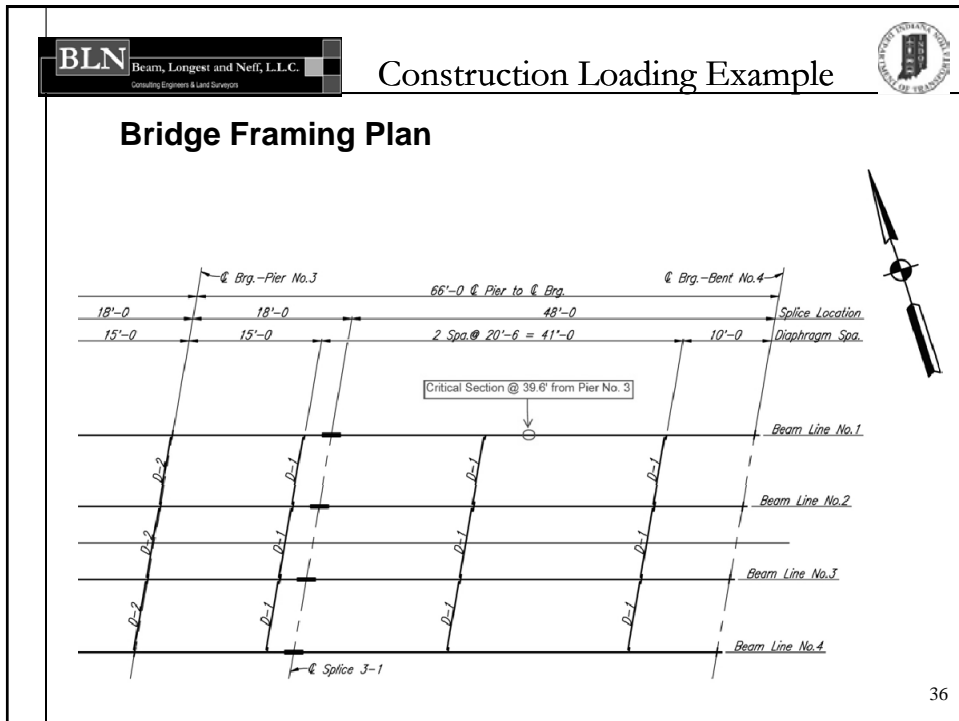 BLN Beam, Longest and Neff, L.L.C.
Consulting Engineers & Land Surveyors
Construction Loading Example
INDIANA DEPARTMENT OF TRANSPORTATION
Bridge Framing Plan
℄ Brg.-Pier No.3
℄ Brg.-Bent No.4
66'-0 ℄ Pier to ℄ Brg.
18'-0 18'-0 48'-0 Splice Location
15'-0 15'-0 2 Spa.@ 20'-6 = 41"-0 10'-0 Diaphragm Spa.
Critical Section @ 39.6' from Pier No. 3
Beam Line No.1
D-2 D-1 D-1 D-1
Beam Line No.2
D-2 D-1 D-1 D-1
Beam Line No.3
D-2 D-1 D-1 D-1
Beam Line No.4
℄ Splice 3-1
36